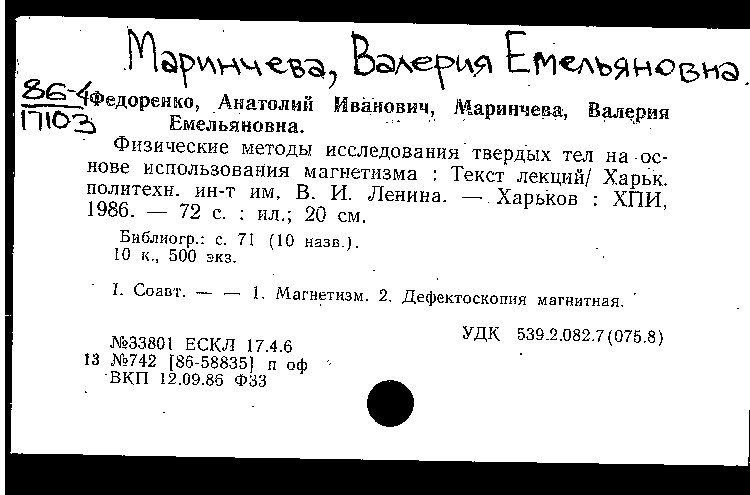 Маринчева, Валерия Емельяновна.
86-4
17103
Федоренко, Анатолий Иванович, Маринчева, Валерия
Емельяновна.
Физические методы исследования твердых тел на ос-
нове использования магнетизма : Текст лекций/ Харьк.
политехн. ин-т им. В. И. Ленина. — Харьков : ХПИ,
1986. — 72 с. : ил.; 20 см.
Библиогр.: с. 71 (10 назв.).
10 к., 500 экз.
I. Соавт. — — 1. Магнетизм. 2. Дефектоскопия магнитная.
УДК 539.2.082.7(075.8)
№33801 ЕСКЛ 17.4.6
13 №742 [86-58835] п оф
ВКП 12.09.86 Ф33